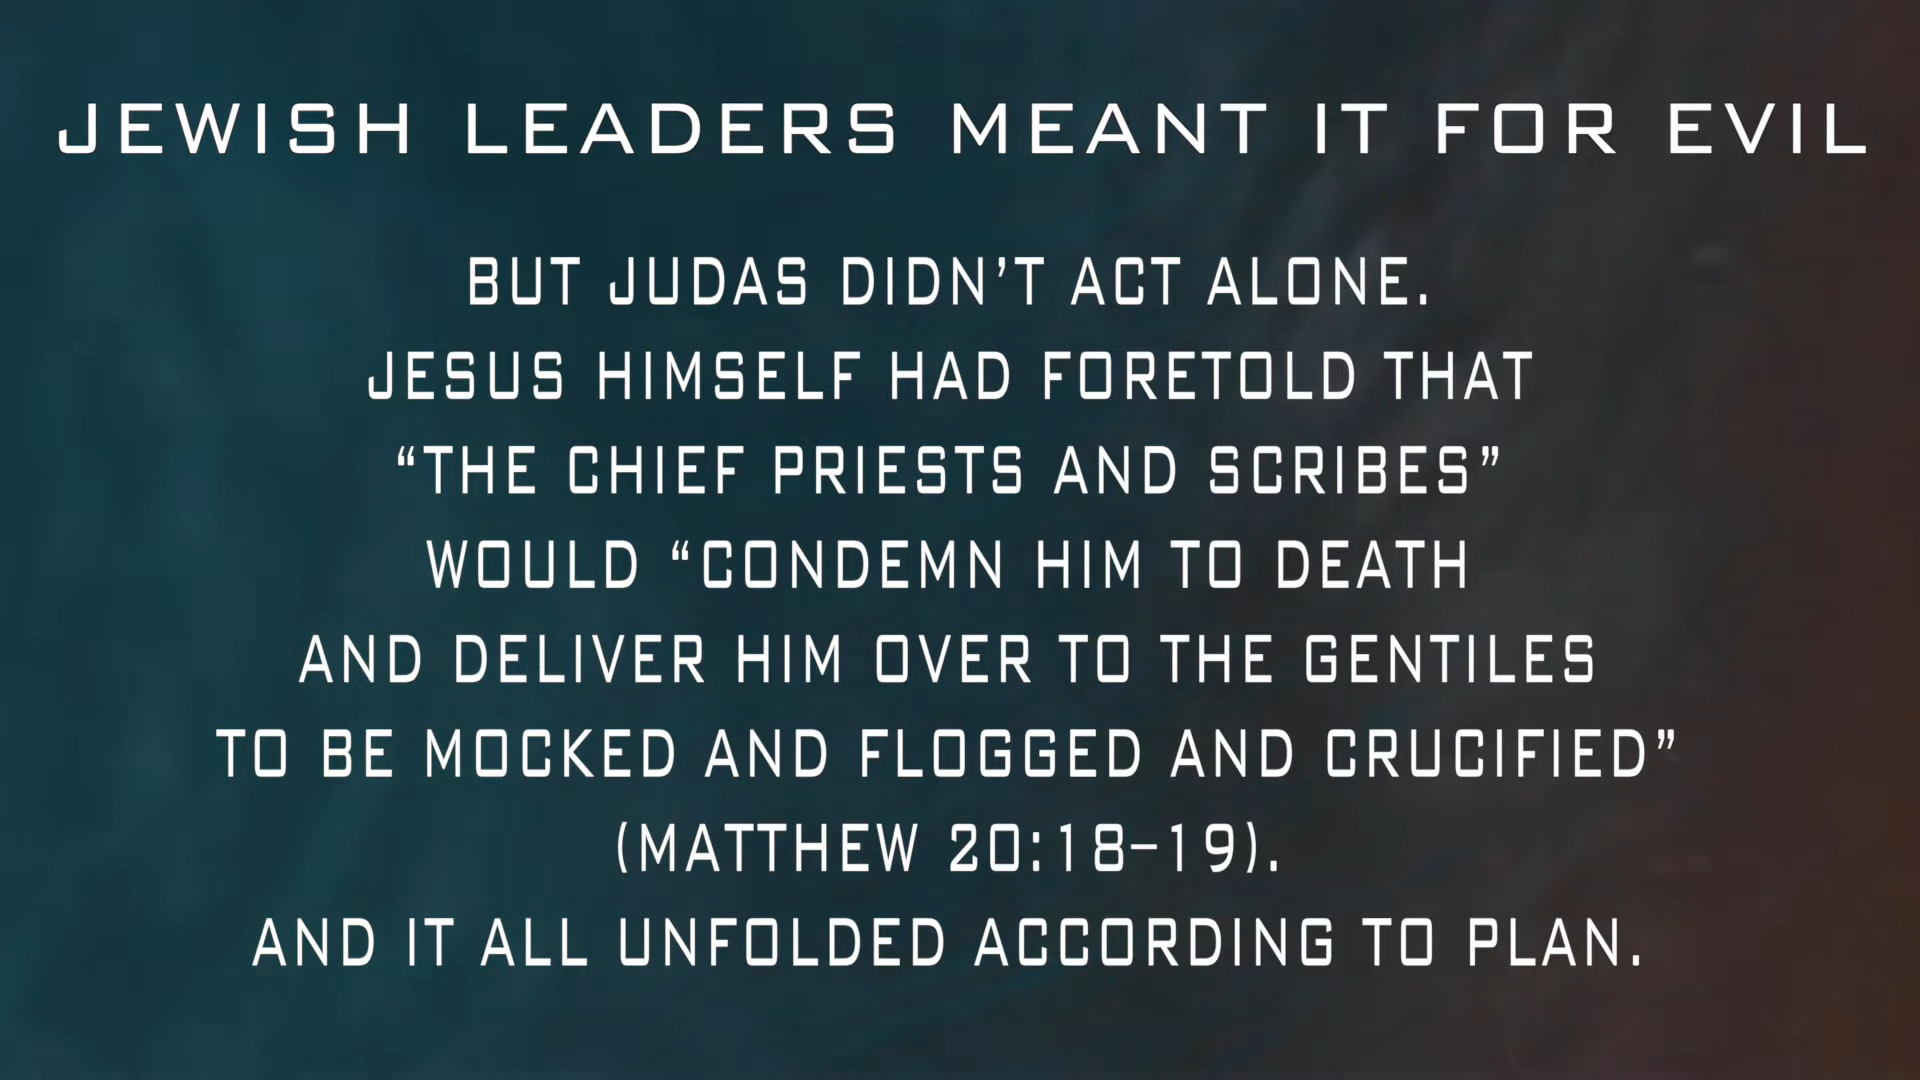 JEWISH LEADERS MEANT IT FOR EVIL
BUT JUDAS DIDN’T ACT ALONE.
JESUS HIMSELF HAD FORETOLD THAT
“THE CHIEF PRIESTS AND SCRIBES”
WOULD “CONDEMN HIM TO DEATH
AND DELIVER HIM OVER TO THE GENTILES
TO BE MOCKED AND FLOGGED AND CRUCIFIED”
(MATTHEW 20:18–19).
AND IT ALL UNFOLDED ACCORDING TO PLAN.